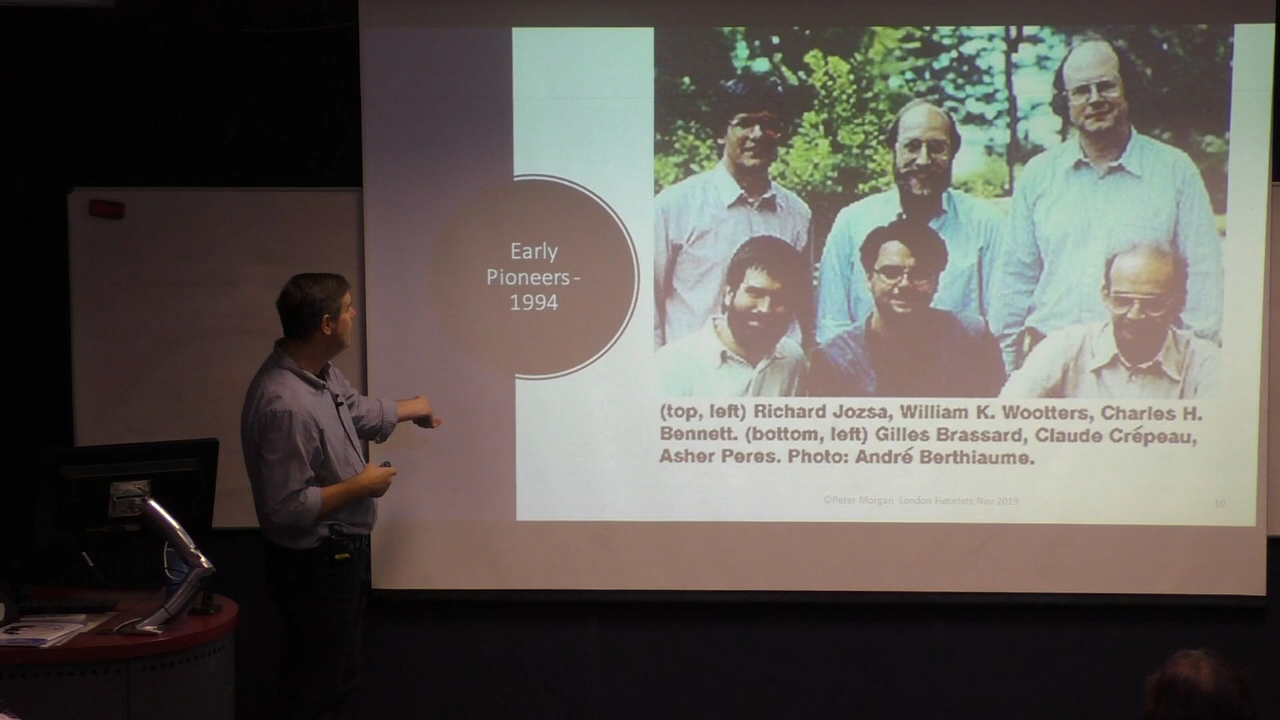 Early
Pioneers -
1994
(top, left) Richard Jozsa, William K. Wootters, Charles H.
Bennett. (bottom, left) Gilles Brassard, Claude Crépeau,
Asher Peres. Photo: André Berthiaume.
©Peter Morgan London Futurists Nov 2019
10